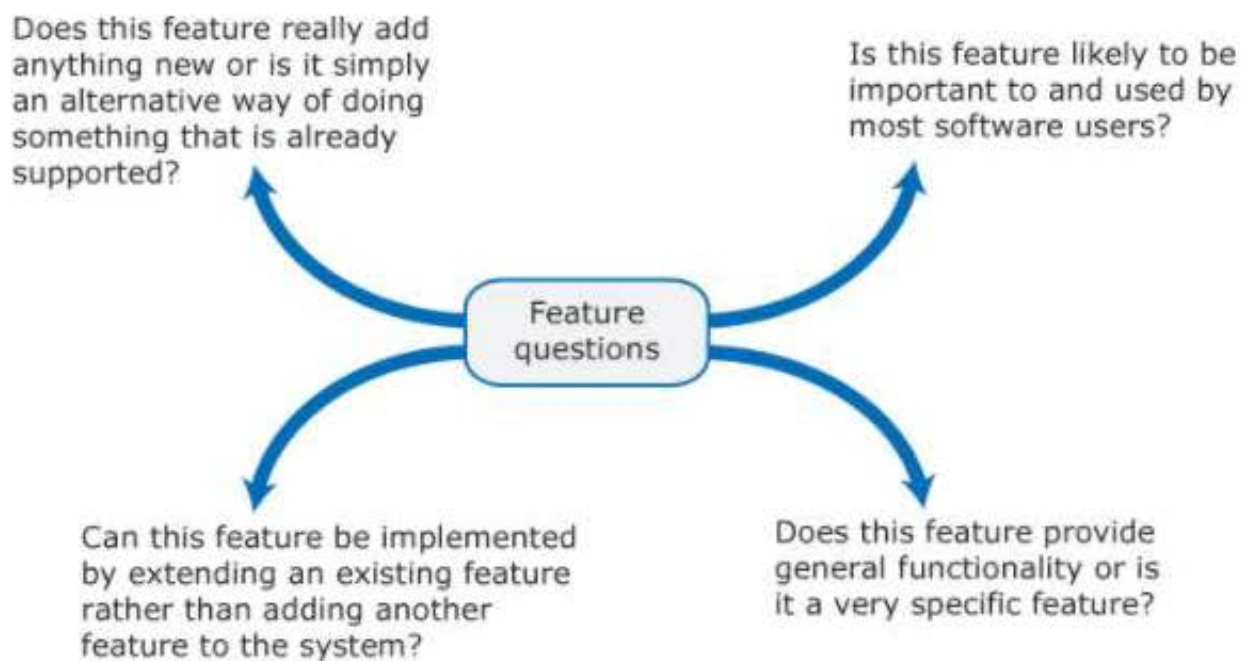 Does this feature really add
anything new or is it simply
an alternative way of doing
something that is already
supported?
Is this feature likely to be
important to and used by
most software users?
Feature
questions
Can this feature be implemented
by extending an existing feature
rather than adding another
feature to the system?
Does this feature provide
general functionality or is
it a very specific feature?